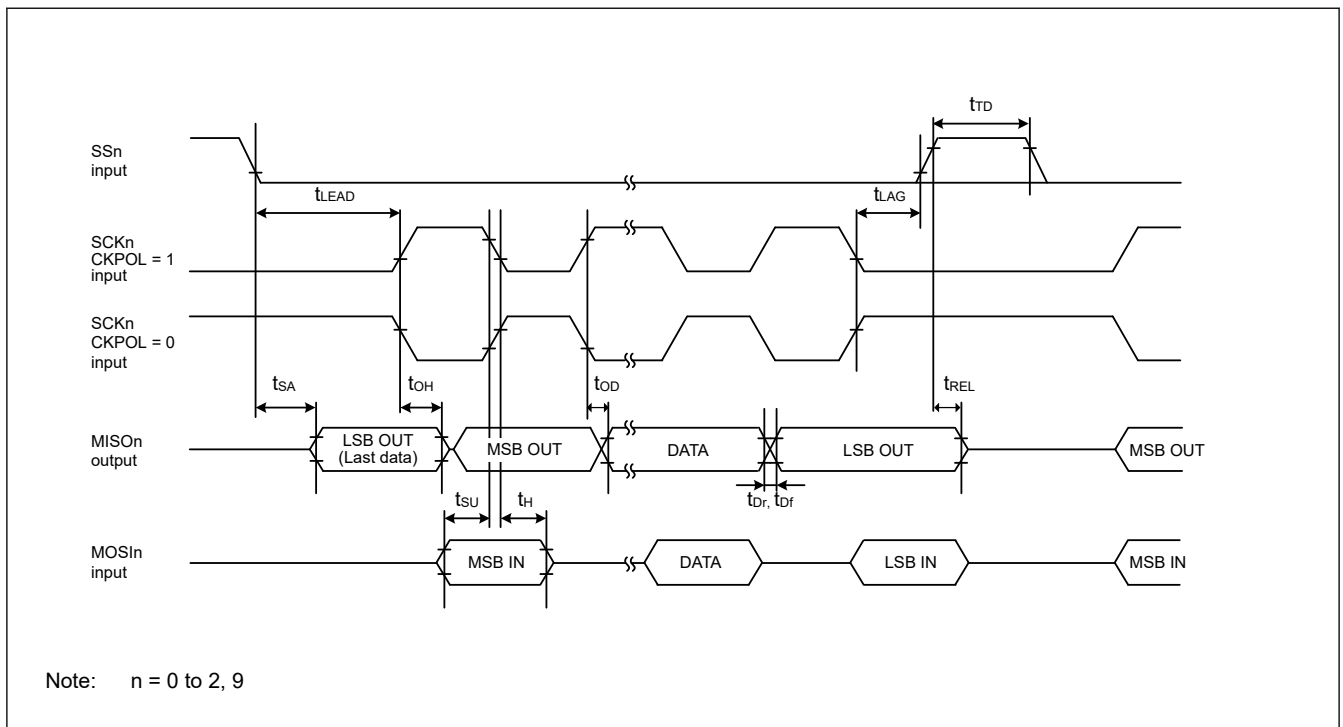 tTD
SSn
input
tLEAD
tLAG
SCKn
CKPOL = 1
input
SCKn
CKPOL = 0
input
tSA
tOH
tOD
tREL
MISOn
output
LSB OUT
(Last data)
MSB OUT
DATA
LSB OUT
MSB OUT
tSU
tH
tDr, tDf
MOSIn
input
MSB IN
DATA
LSB IN
MSB IN
Note: n = 0 to 2, 9